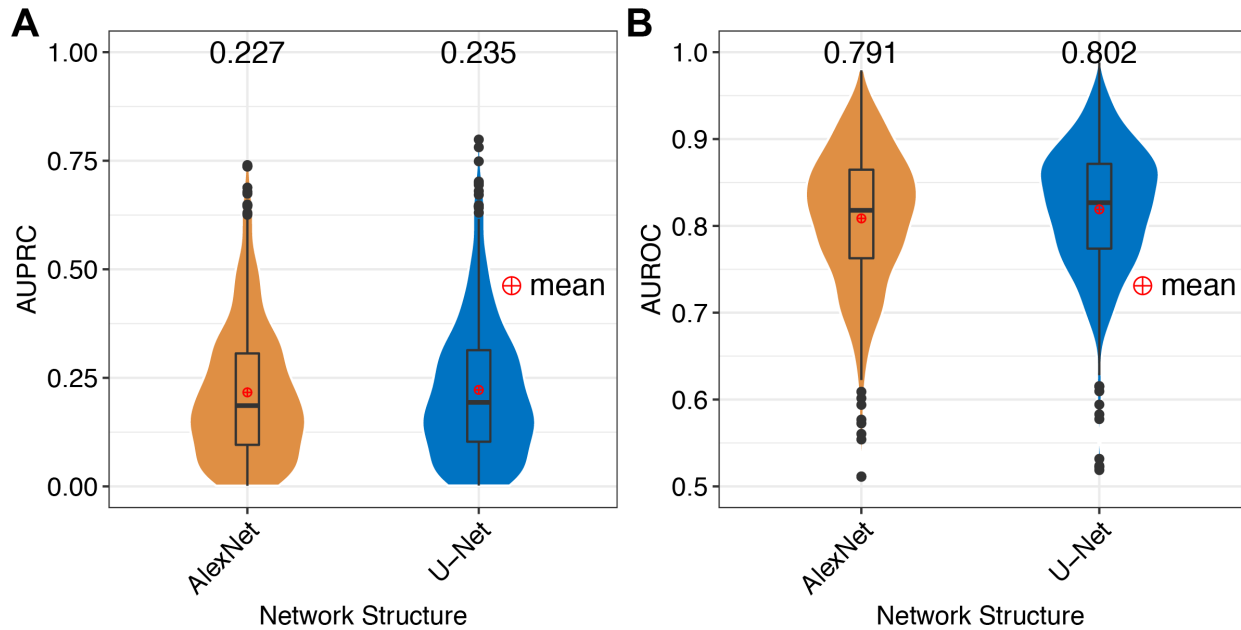 A
1.00
0.75
0.50
0.25
0.00
AUPRC
0.227
0.235
mean
AlexNet
U-Net
Network Structure
B
1.0
0.9
0.8
0.7
0.6
0.5
AUROC
0.791
0.802
mean
AlexNet
U-Net
Network Structure